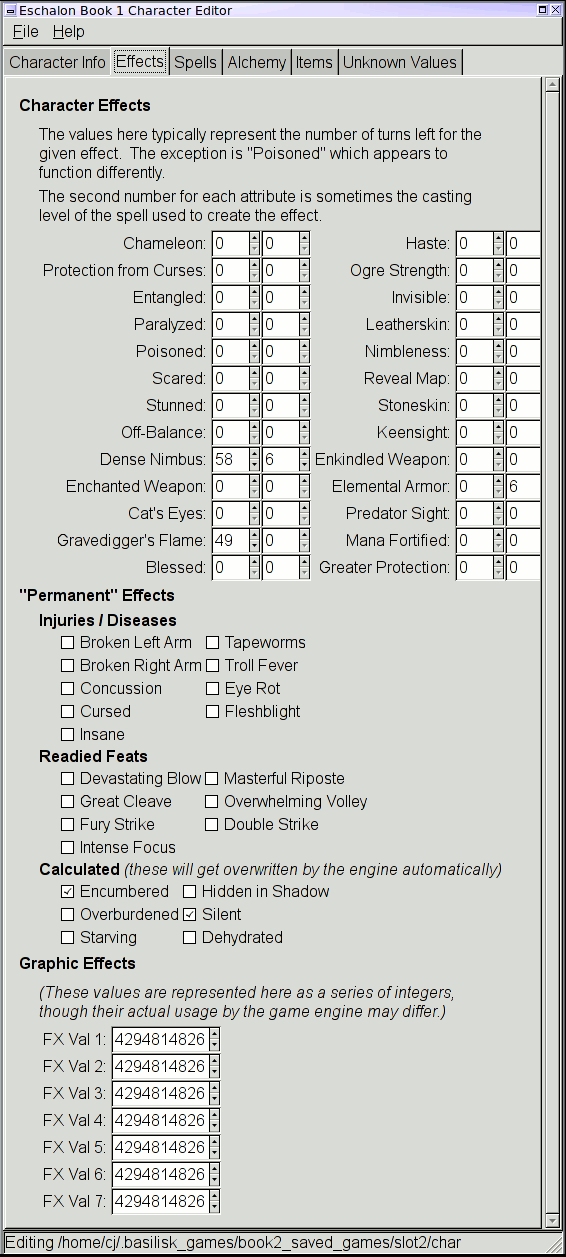 Eschalon Book 1 Character Editor
File Help
Character Info Effects Spells Alchemy Items Unknown Values
Character Effects
The values here typically represent the number of turns left for the
given effect. The exception is "Poisoned" which appears to
function differently.
The second number for each attribute is sometimes the casting
level of the spell used to create the effect.
Chameleon: 0 0 Haste: 0 0
Protection from Curses: 0 0 Ogre Strength: 0 0
Entangled: 0 0 Invisible: 0 0
Paralyzed: 0 0 Leatherskin: 0 0
Poisoned: 0 0 Nimbleness: 0 0
Scared: 0 0 Reveal Map: 0 0
Stunned: 0 0 Stoneskin: 0 0
Off-Balance: 0 0 Keensight: 0 0
Dense Nimbus: 58 6 Enkindled Weapon: 0 0
Enchanted Weapon: 0 0 Elemental Armor: 0 6
Cat's Eyes: 0 0 Predator Sight: 0 0
Gravedigger's Flame: 49 0 Mana Fortified: 0 0
Blessed: 0 0 Greater Protection: 0 0
"Permanent" Effects
Injuries / Diseases
Broken Left Arm Tapeworms
Broken Right Arm Troll Fever
Concussion Eye Rot
Cursed Fleshblight
Insane
Readied Feats
Devastating Blow Masterful Riposte
Great Cleave Overwhelming Volley
Fury Strike Double Strike
Intense Focus
Calculated (these will get overwritten by the engine automatically)
Encumbered Hidden in Shadow
Overburdened Silent
Starving Dehydrated
Graphic Effects
(These values are represented here as a series of integers,
though their actual usage by the game engine may differ.)
FX Val 1: 4294814826
FX Val 2: 4294814826
FX Val 3: 4294814826
FX Val 4: 4294814826
FX Val 5: 4294814826
FX Val 6: 4294814826
FX Val 7: 4294814826
Editing /home/cj/.basilisk_games/book2_saved_games/slot2/char